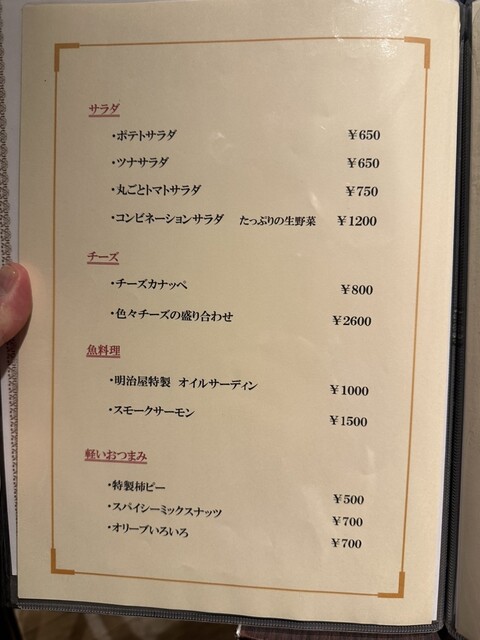 サラダ
・ポテトサラダ ￥650
・ツナサラダ ￥650
・丸ごとトマトサラダ ￥750
・コンビネーションサラダ たっぷりの生野菜 ￥1200
チーズ
・チーズカナッペ ￥800
・色々チーズの盛り合わせ ￥2600
魚料理
・明治屋特製 オイルサーディン ￥1000
・スモークサーモン ￥1500
軽いおつまみ
・特製柿ピー ￥500
・スパイシーミックスナッツ ￥700
・オリーブいろいろ ￥700